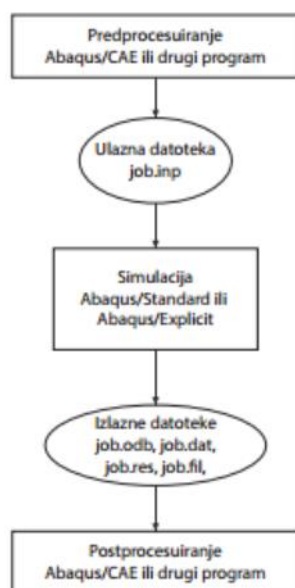 Predprocesuiranje
Abaqus/CAE ili drugi program
Ulazna datoteka
job.inp
Simulacija
Abaqus/Standard ili
Abaqus/Explicit
Izlazne datoteke
job.odb, job.dat,
job.res, job.fil,
Postprocesuiranje
Abaqus/CAE ili drugi program